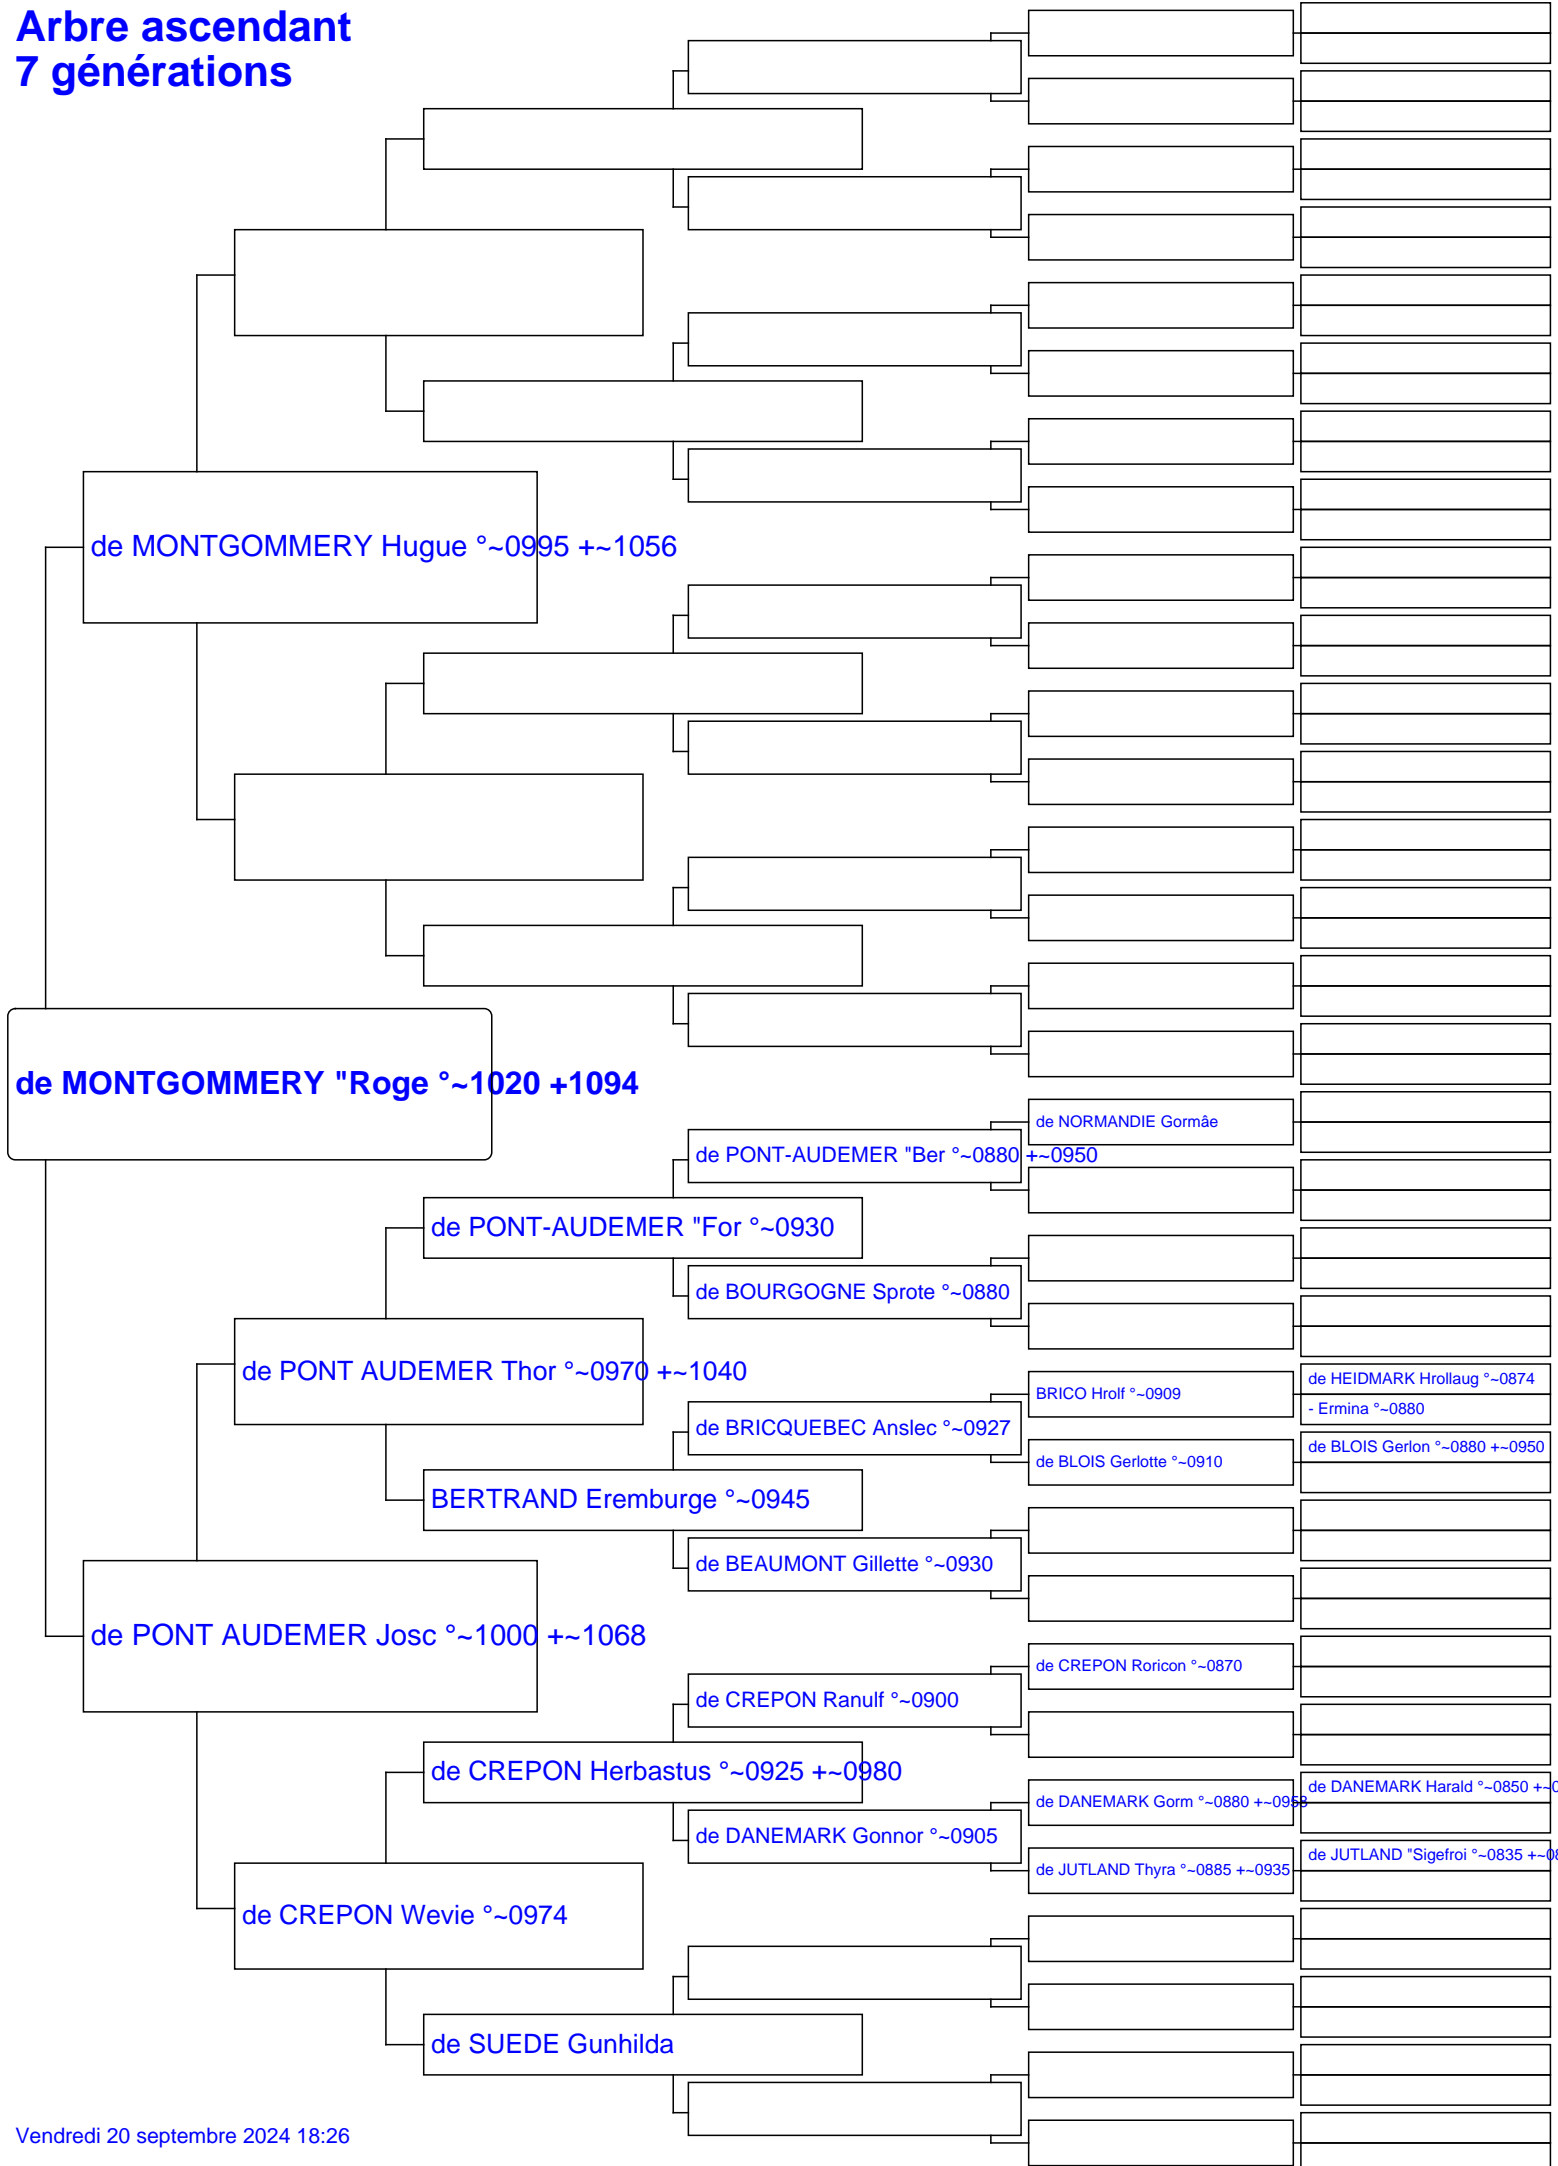 Arbre ascendant
7 générations
de MONTGOMMERY Hugue °~0995 +~1056
de MONTGOMMERY "Roge °~1020 +1094
de NORMANDIE Gormâe
de PONT-AUDEMER "Ber °~0880 +~0950
de PONT-AUDEMER "For °~0930
de BOURGOGNE Sprote °~0880
de PONT AUDEMER Thor °~0970 +~1040
de HEIDMARK Hrollaug °~0874
BRICO Hrolf °~0909
- Ermina °~0880
de BRICQUEBEC Anslec °~0927
de BLOIS Gerlon °~0880 +~0950
de BLOIS Gerlotte °~0910
BERTRAND Eremburge °~0945
de BEAUMONT Gillette °~0930
de PONT AUDEMER Josc °~1000 +~1068
de CREPON Roricon °~0870
de CREPON Ranulf °~0900
de CREPON Herbastus °~0925 +~0980
de DANEMARK Harald °~0850 +~0
de DANEMARK Gorm °~0880 +~0958
de DANEMARK Gonnor °~0905
de JUTLAND "Sigefroi °~0835 +~08
de JUTLAND Thyra °~0885 +~0935
de CREPON Wevie °~0974
de SUEDE Gunhilda
Vendredi 20 septembre 2024 18:26